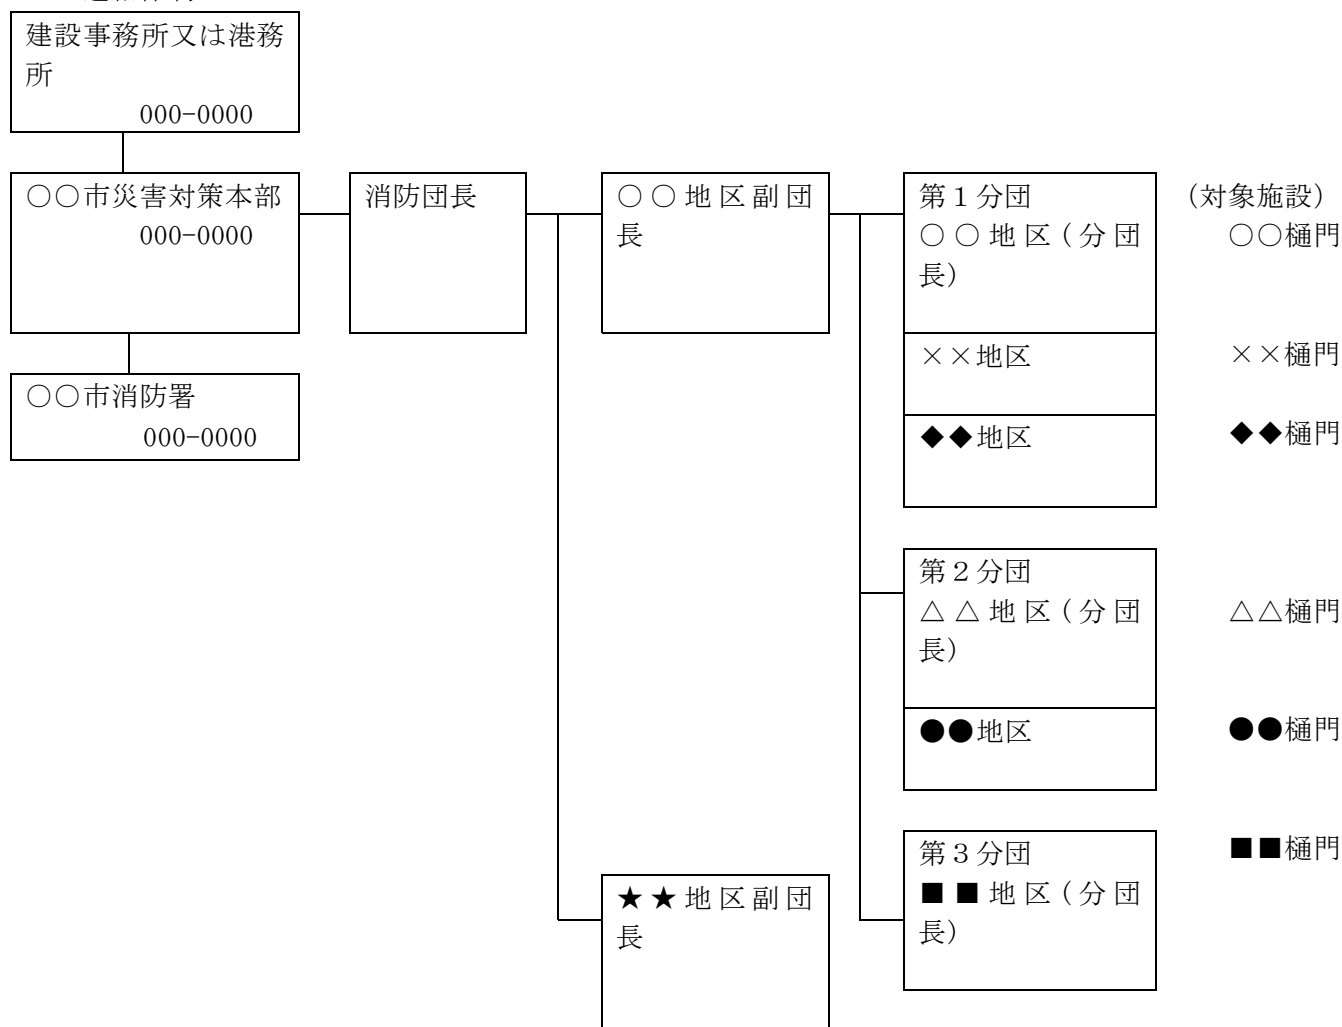 建設事務所又は港務
所
000-0000
○○市災害対策本部
000-0000
○○市消防署
000-0000
消防団長
○○地区副団
長
★★地区副団
長
第1分団
○○地区(分団
長)
××地区
◆◆地区
第2分団
△△地区(分団
長)
●●地区
第3分団
■■地区(分団
長)
(対象施設)
○○樋門
××樋門
◆◆樋門
△△樋門
●●樋門
■■樋門